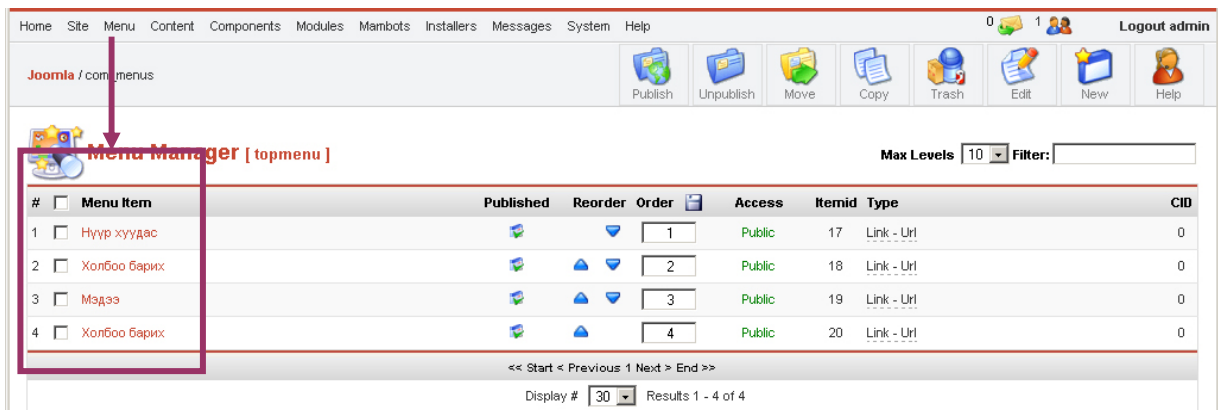 Home Site Menu Content Components Modules Mambots Installers Messages System Help 0 1 Logout admin
Joomla / com_menus
Publish Unpublish Move Copy Trash Edit New Help
Menu Manager [ topmenu ]
Max Levels 10 Filter:
# Menu Item Published Reorder Order Access Itemid Type CID
1 Нүүр хуудас 1 Public 17 Link - Url 0
2 Холбоо барих 2 Public 18 Link - Url 0
3 Мэдээ 3 Public 19 Link - Url 0
4 Холбоо барих 4 Public 20 Link - Url 0
<< Start < Previous 1 Next > End >>
Display # 30 Results 1 - 4 of 4